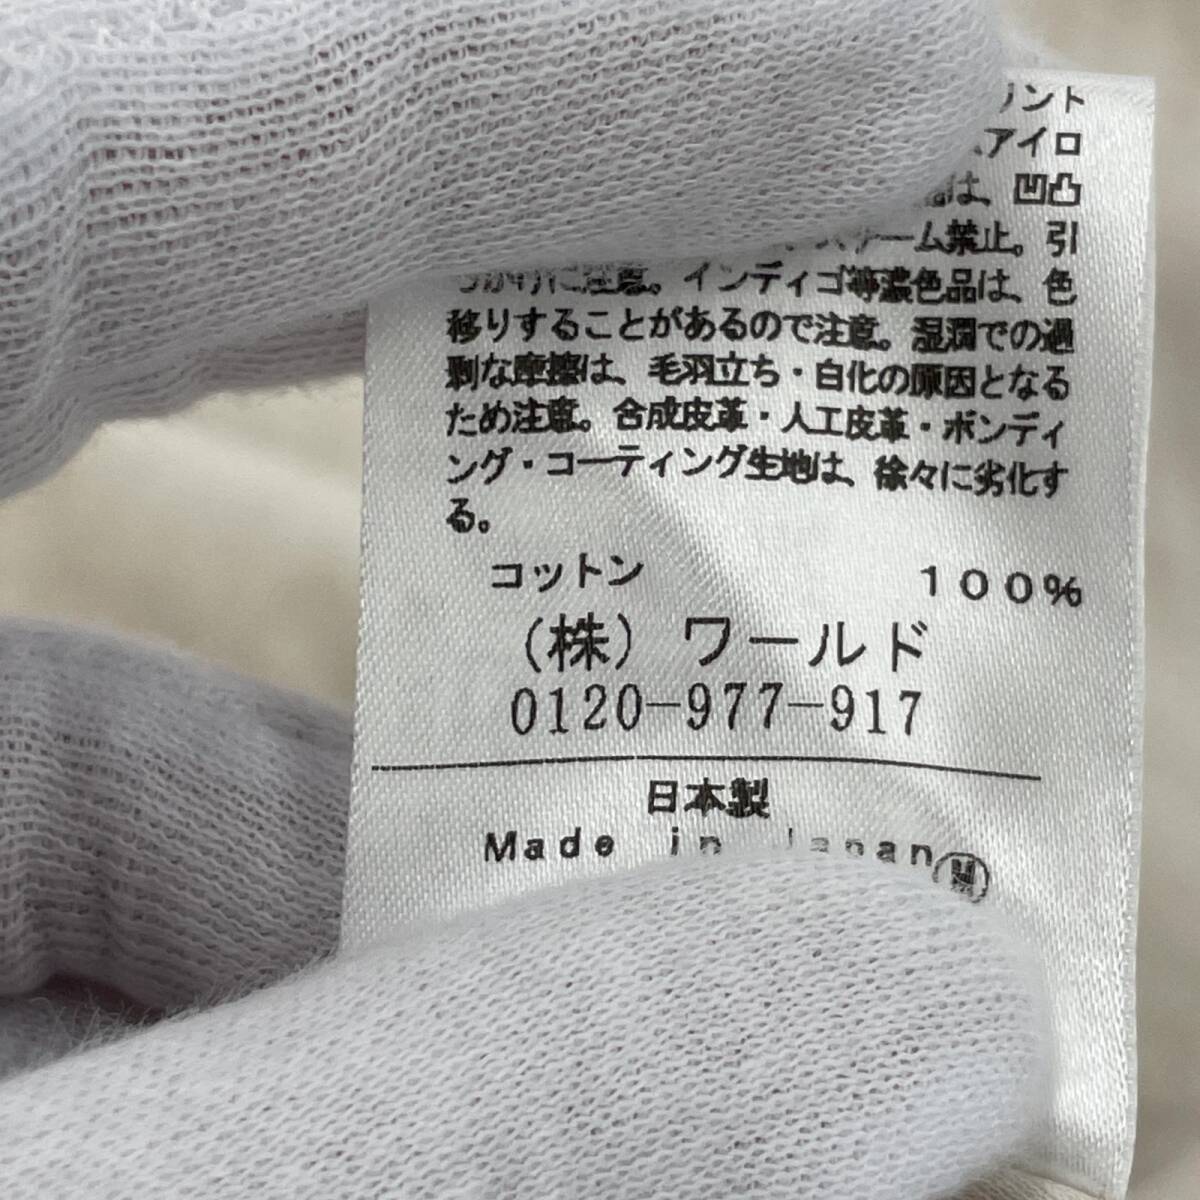 ント
アイロ
は、凹凸
ーム禁止。引
に注意。インディゴ等濃色品は、色
移りすることがあるので注意。湿潤での過
剰な摩擦は、毛羽立ち・白化の原因となる
ため注意。合成皮革・人工皮革・ボンディ
ング・コーティング生地は、徐々に劣化す
る。
コットン 100%
(株) ワールド
0120-977-917
日本製
Made in Japan